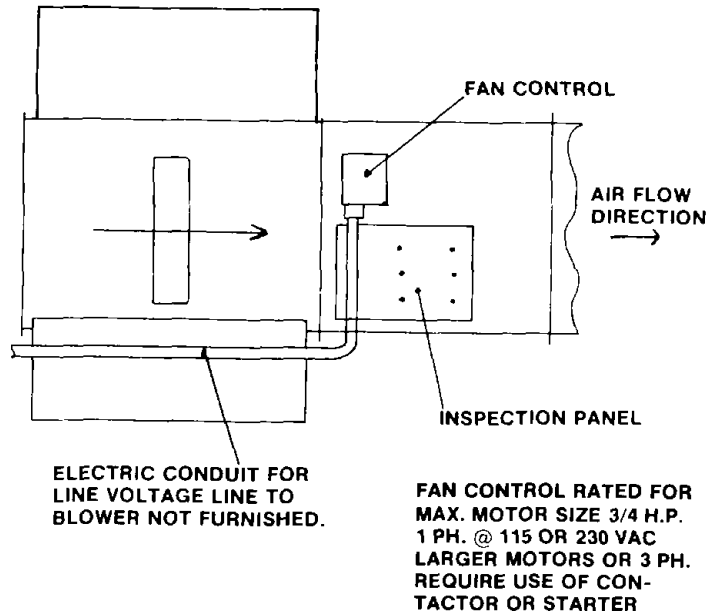 FAN CONTROL
AIR FLOW
DIRECTION
INSPECTION PANEL
ELECTRIC CONDUIT FOR
LINE VOLTAGE LINE TO
BLOWER NOT FURNISHED.
FAN CONTROL RATED FOR
MAX. MOTOR SIZE 3/4 H.P.
1 PH. @ 115 OR 230 VAC
LARGER MOTORS OR 3 PH.
REQUIRE USE OF CON-
TACTOR OR STARTER